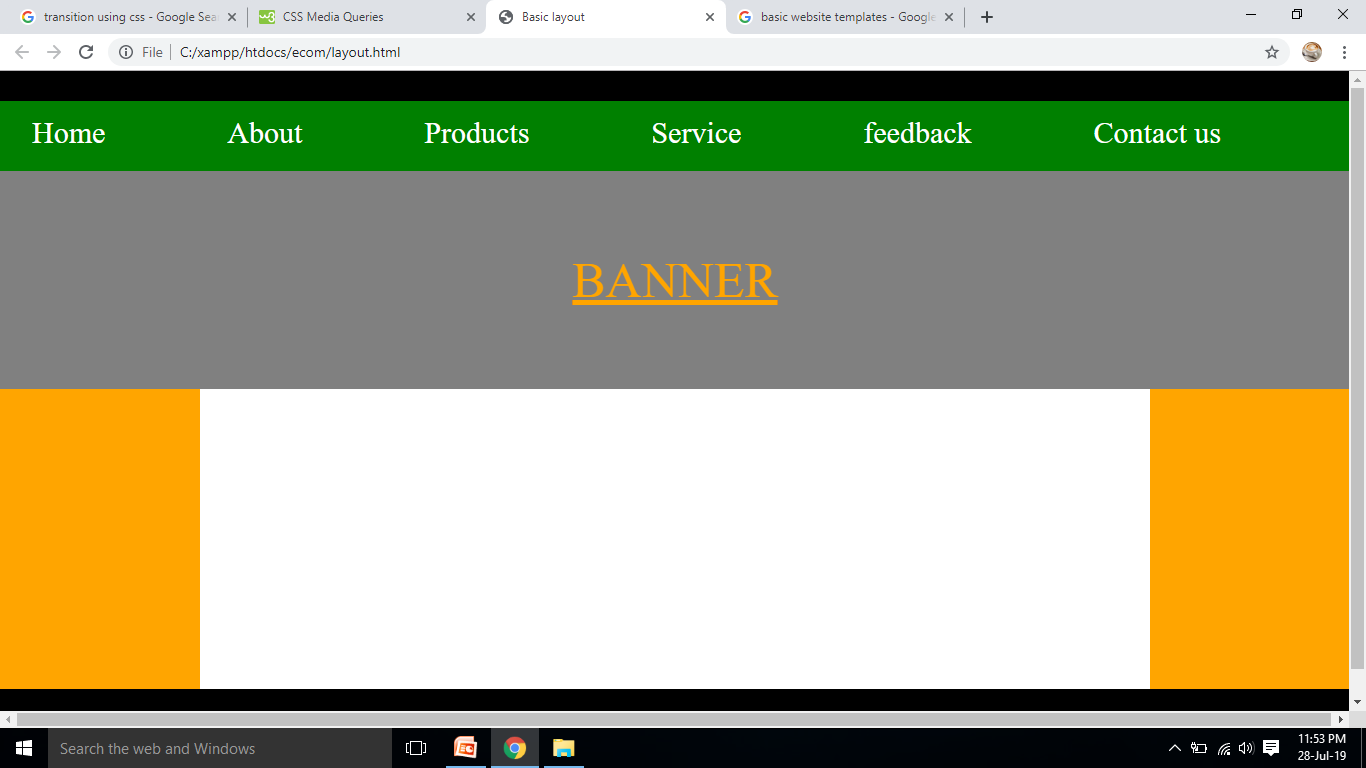 transition using css - Google Sea
CSS Media Queries
Basic layout
basic website templates - Google
File
C:/xampp/htdocs/ecom/layout.html
Home About Products Service feedback Contact us
BANNER
Search the web and Windows
11:53 PM
28-Jul-19